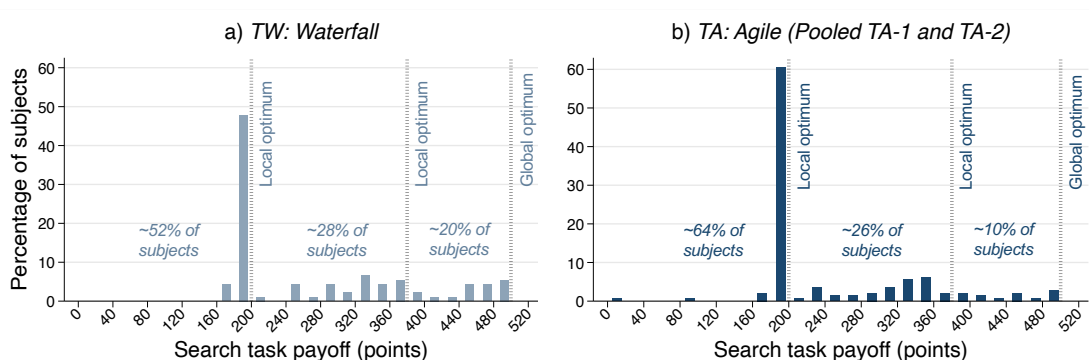 a) TW: Waterfall
Percentage of subjects
60
50
40
30
20
10
0
~52% of
subjects
Local optimum
~28% of
subjects
Local optimum
~20% of
subjects
Global optimum
0
40
80
120
160
200
240
280
320
360
400
440
480
520
Search task payoff (points)
b) TA: Agile (Pooled TA-1 and TA-2)
60
50
40
30
20
10
0
~64% of
subjects
Local optimum
~26% of
subjects
Local optimum
~10% of
subjects
Global optimum
0
40
80
120
160
200
240
280
320
360
400
440
480
520
Search task payoff (points)